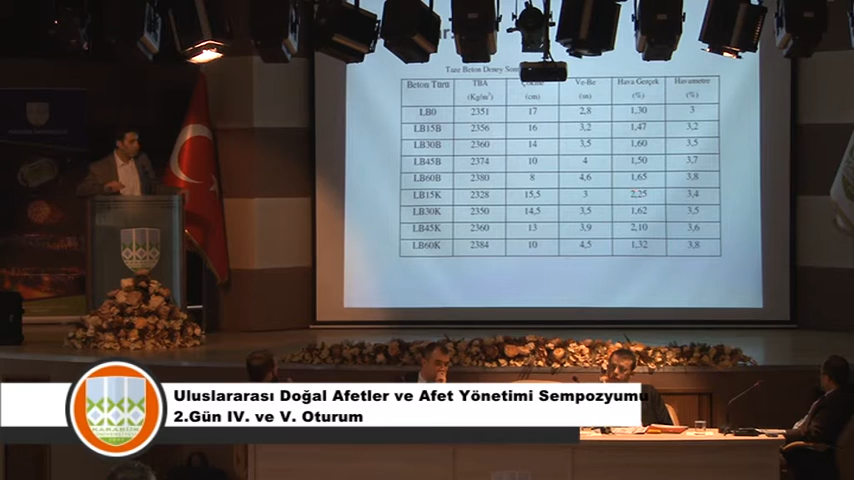 Taze Beton Deney Son
Beton Türü TBA (Kg/m³) Çökme (cm) Ve-Be (sn) Hava Gerçek (%) Havametre (%)
LB0 2351 17 2,8 1,30 3
LB15B 2356 16 3,2 1,47 3,2
LB30B 2360 14 3,5 1,60 3,5
LB45B 2374 10 4 1,50 3,7
LB60B 2380 8 4,6 1,65 3,8
LB15K 2328 15,5 3 2,25 3,4
LB30K 2350 14,5 3,5 1,62 3,5
LB45K 2360 13 3,9 2,10 3,6
LB60K 2384 10 4,5 1,32 3,8
Uluslararası Doğal Afetler ve Afet Yönetimi Sempozyumu
2.Gün IV. ve V. Oturum
KARABÜK